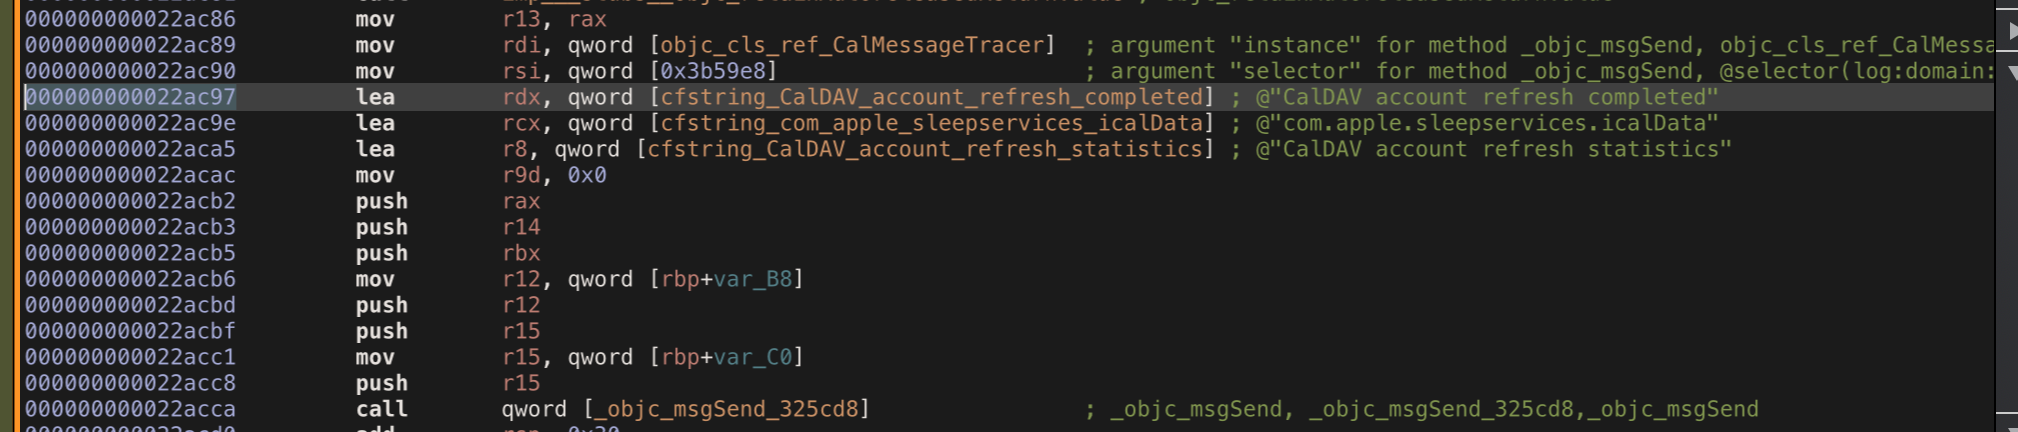 000000000022ac86 mov r13, rax
000000000022ac89 mov rdi, qword [objc_cls_ref_CalMessageTracer] ; argument "instance" for method _objc_msgSend, objc_cls_ref_CalMessa
000000000022ac90 mov rsi, qword [0x3b59e8] ; argument "selector" for method _objc_msgSend, @selector(log:domain:
000000000022ac97 lea rdx, qword [cfstring_CalDAV_account_refresh_completed] ; @"CalDAV account refresh completed"
000000000022ac9e lea rcx, qword [cfstring_com_apple_sleepservices_icalData] ; @"com.apple.sleepservices.icalData"
000000000022aca5 lea r8, qword [cfstring_CalDAV_account_refresh_statistics] ; @"CalDAV account refresh statistics"
000000000022acac mov r9d, 0x0
000000000022acb2 push rax
000000000022acb3 push r14
000000000022acb5 push rbx
000000000022acb6 mov r12, qword [rbp+var_B8]
000000000022acbd push r12
000000000022acbf push r15
000000000022acc1 mov r15, qword [rbp+var_C0]
000000000022acc8 push r15
000000000022acca call qword [_objc_msgSend_325cd8] ; _objc_msgSend, _objc_msgSend_325cd8,_objc_msgSend